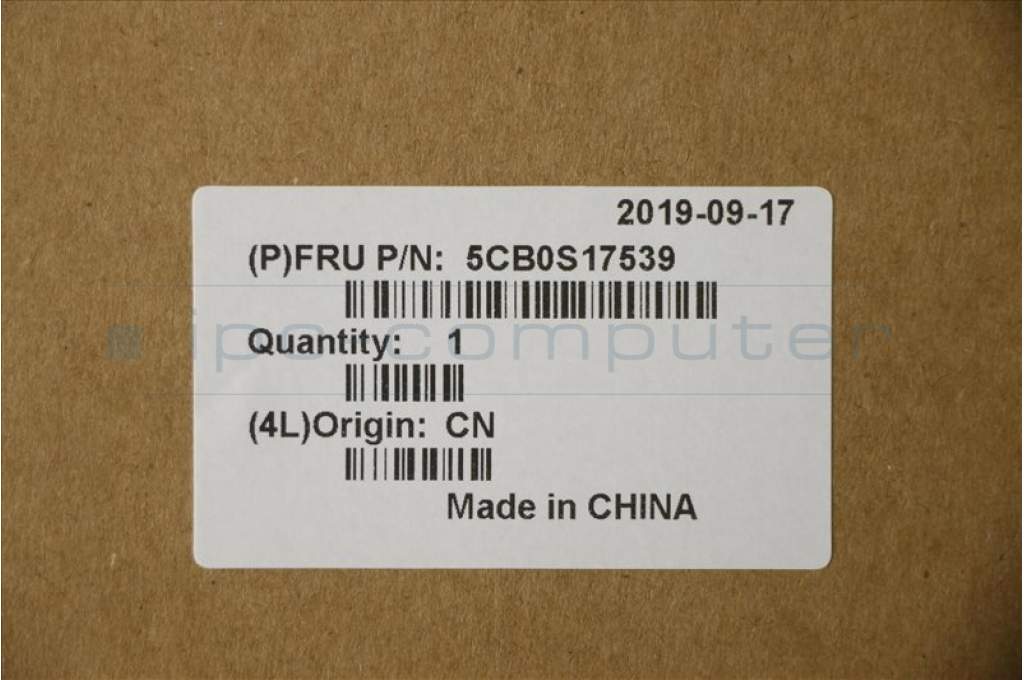 2019-09-17
(P)FRU P/N: 5CB0S17539
Quantity: 1
ipc-computer
(4L)Origin: CN
Made in CHINA